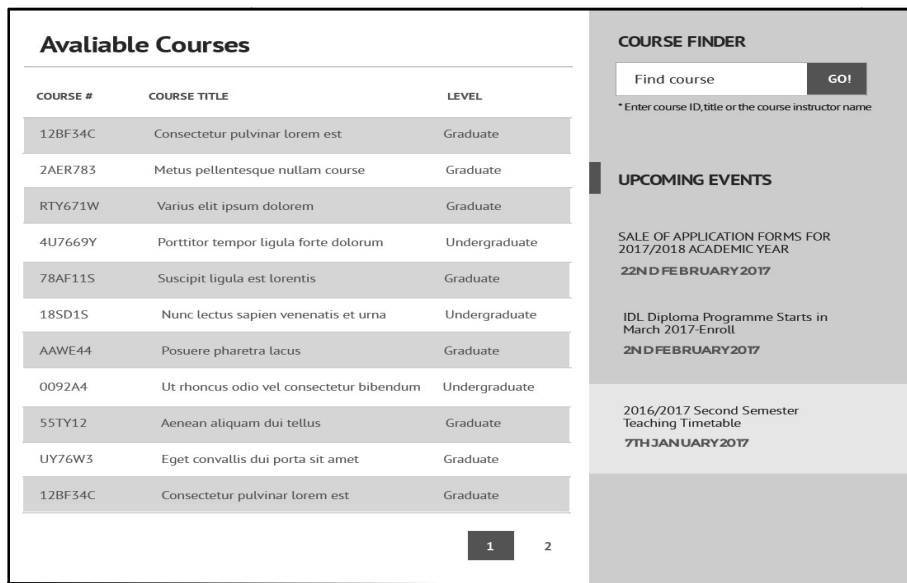 Avaliable Courses
COURSE # COURSE TITLE LEVEL
12BF34C Consectetur pulvinar lorem est Graduate
2AER783 Metus pellentesque nullam course Graduate
RTY671W Varius elit ipsum dolorem Graduate
4U7669Y Porttitor tempor ligula forte dolorum Undergraduate
78AF11S Suscipit ligula est lorentis Graduate
18SD1S Nunc lectus sapien venenatis et urna Undergraduate
AAWE44 Posuere pharetra lacus Graduate
0092A4 Ut rhoncus odio vel consectetur bibendum Undergraduate
55TY12 Aenean aliquam dui tellus Graduate
UY76W3 Eget convallis dui porta sit amet Graduate
12BF34C Consectetur pulvinar lorem est Graduate
1 2
COURSE FINDER
Find course GO!
* Enter course ID,title or the course instructor name
UPCOMING EVENTS
SALE OF APPLICATION FORMS FOR
2017/2018 ACADEMIC YEAR
22ND FEBRUARY 2017
IDL Diploma Programme Starts in
March 2017-Enroll
2ND FEBRUARY 2017
2016/2017 Second Semester
Teaching Timetable
7TH JANUARY 2017